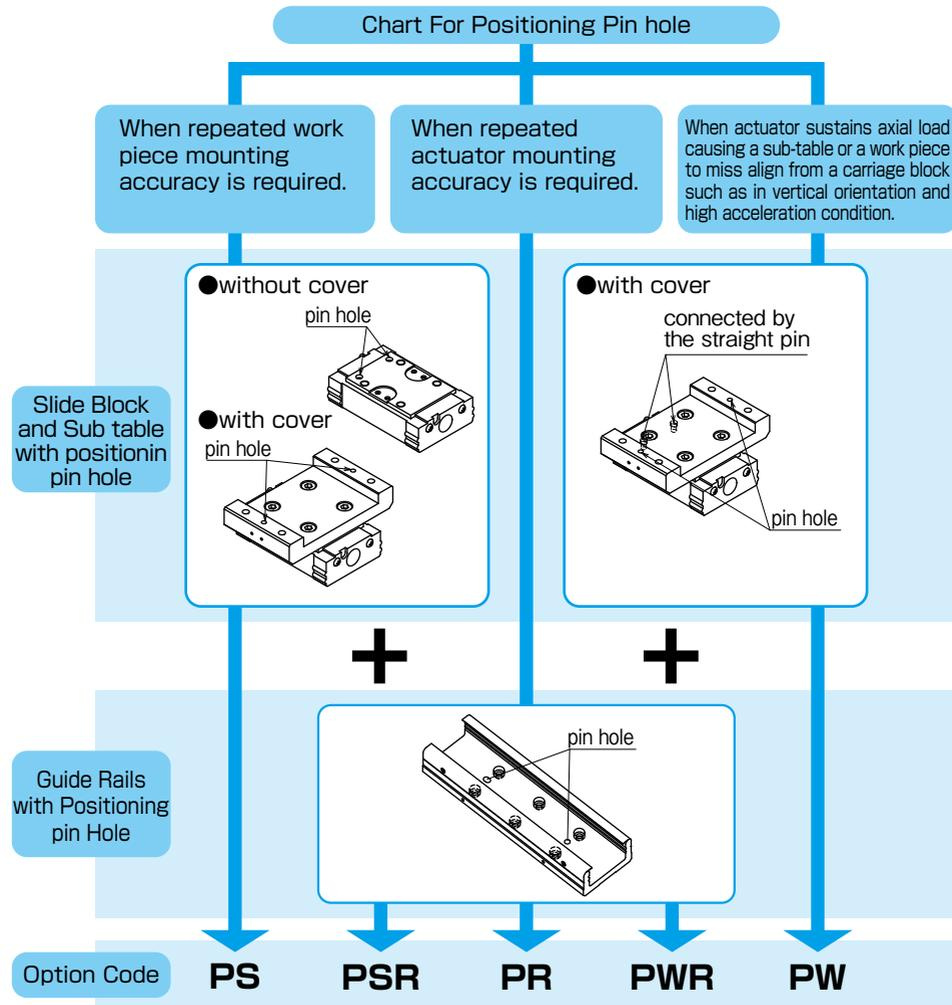 Chart For Positioning Pin hole
When repeated work
piece mounting
accuracy is required.
When repeated
actuator mounting
accuracy is required.
When actuator sustains axial load
causing a sub-table or a work piece
to miss align from a carriage block
such as in vertical orientation and
high acceleration condition.
Slide Block
and Sub table
with positionin
pin hole
●without cover
pin hole
●with cover
pin hole
●with cover
connected by
the straight pin
pin hole
+
+
Guide Rails
with Positioning
pin Hole
pin hole
Option Code
PS
PSR
PR
PWR
PW